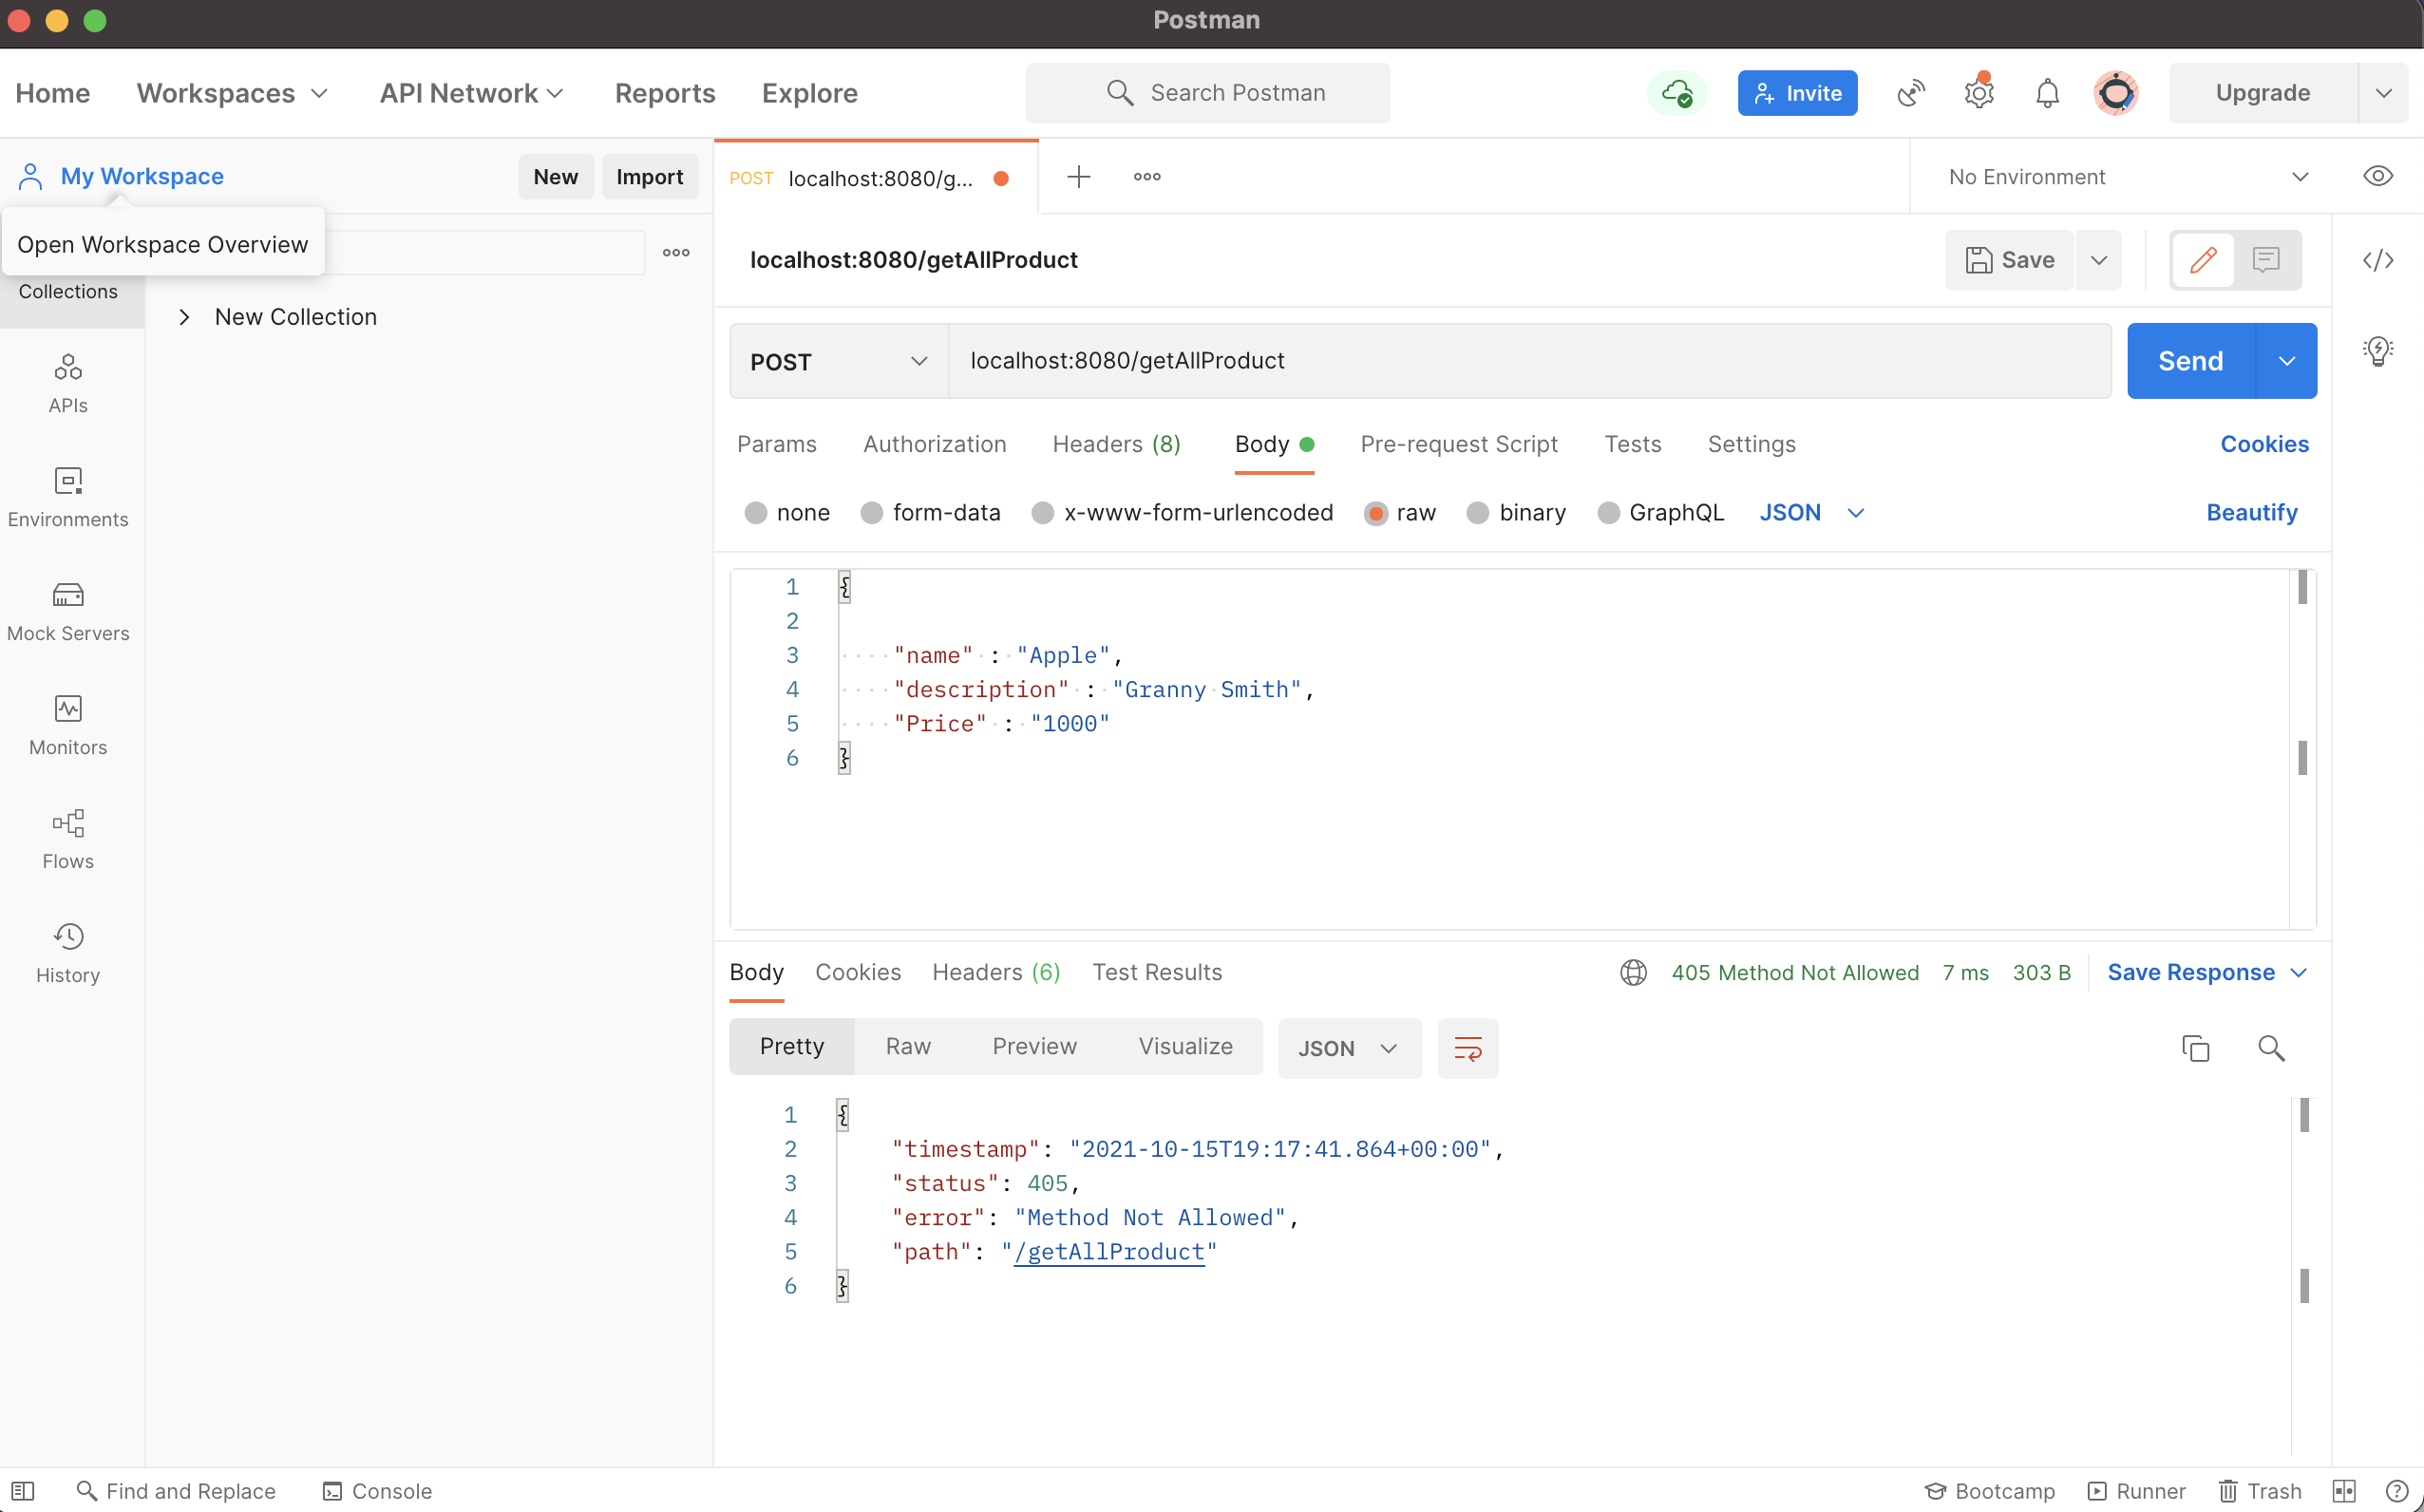 Postman
Home Workspaces API Network Reports Explore Search Postman Invite Upgrade
My Workspace New Import POST localhost:8080/g... No Environment
Open Workspace Overview
Collections
New Collection
APIs
Environments
Mock Servers
Monitors
Flows
History
localhost:8080/getAllProduct Save
POST localhost:8080/getAllProduct Send
Params Authorization Headers (8) Body Pre-request Script Tests Settings Cookies
none form-data x-www-form-urlencoded raw binary GraphQL JSON Beautify
1 {
2
3 "name" : "Apple",
4 "description" : "Granny Smith",
5 "Price" : "1000"
6 }
Body Cookies Headers (6) Test Results 405 Method Not Allowed 7 ms 303 B Save Response
Pretty Raw Preview Visualize JSON
1 {
2 "timestamp": "2021-10-15T19:17:41.864+00:00",
3 "status": 405,
4 "error": "Method Not Allowed",
5 "path": "/getAllProduct"
6 }
Find and Replace Console Bootcamp Runner Trash